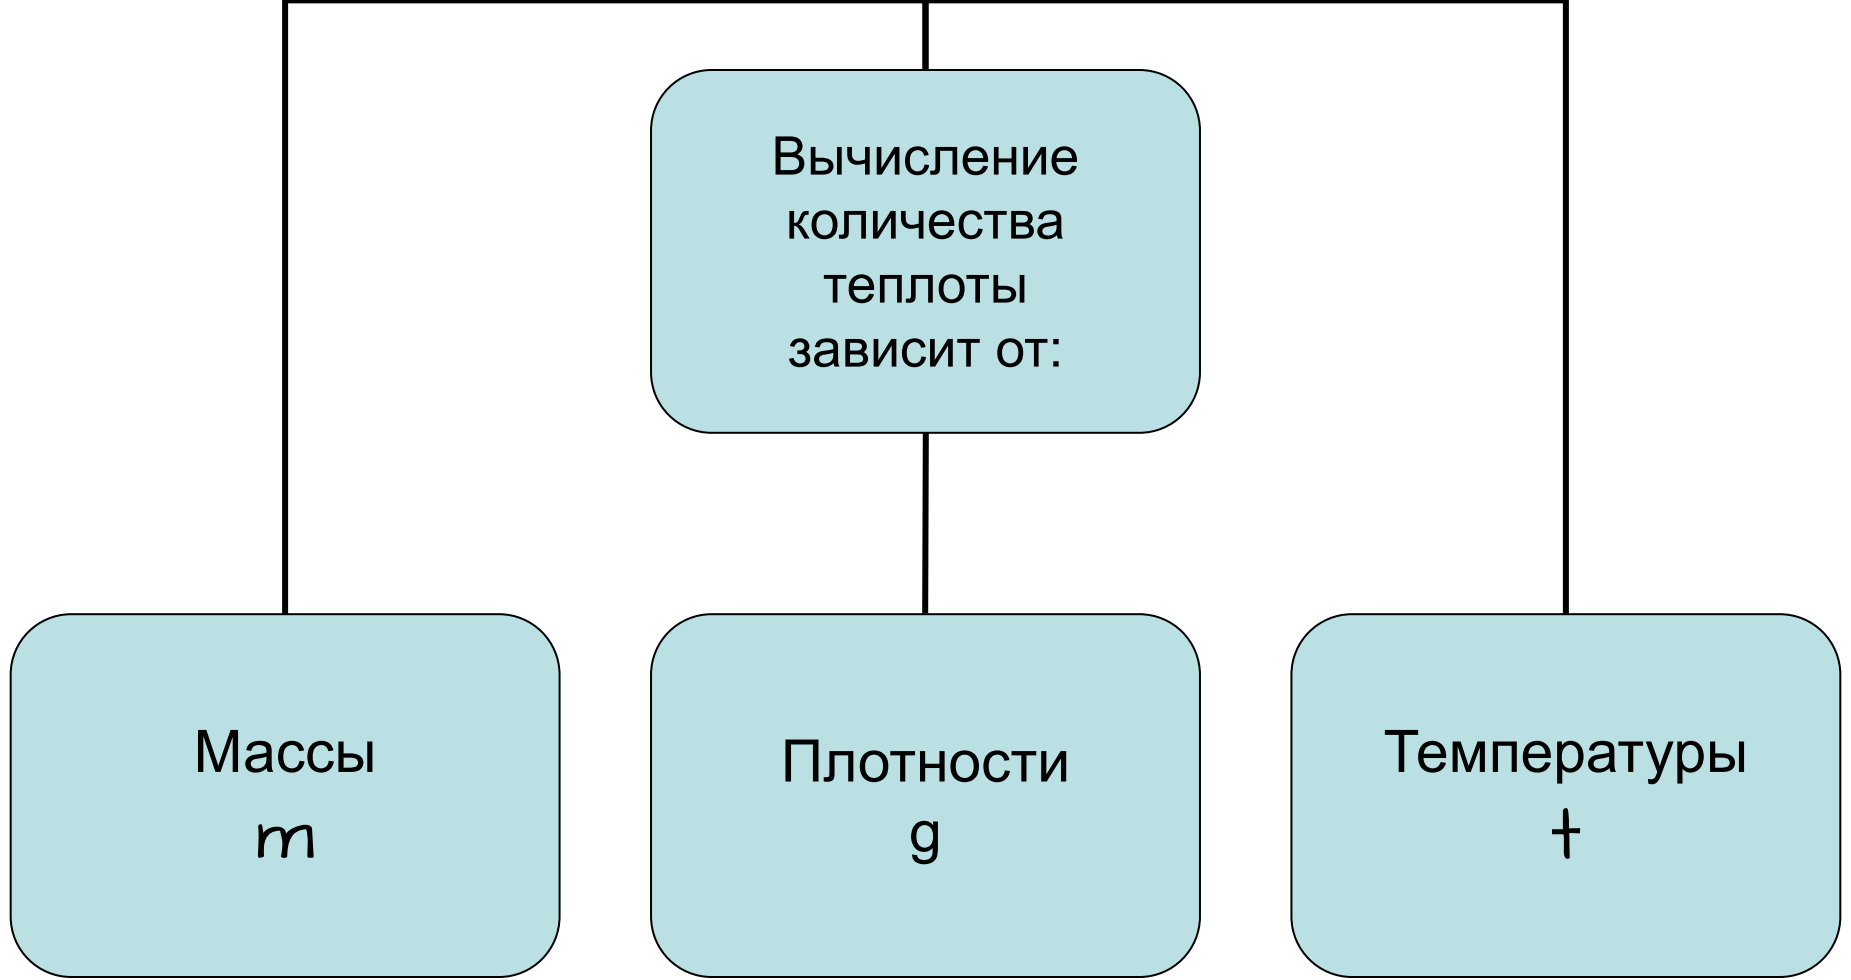 Вычисление
количества
теплоты
зависит от:
Массы
m
Плотности
g
Температуры
t